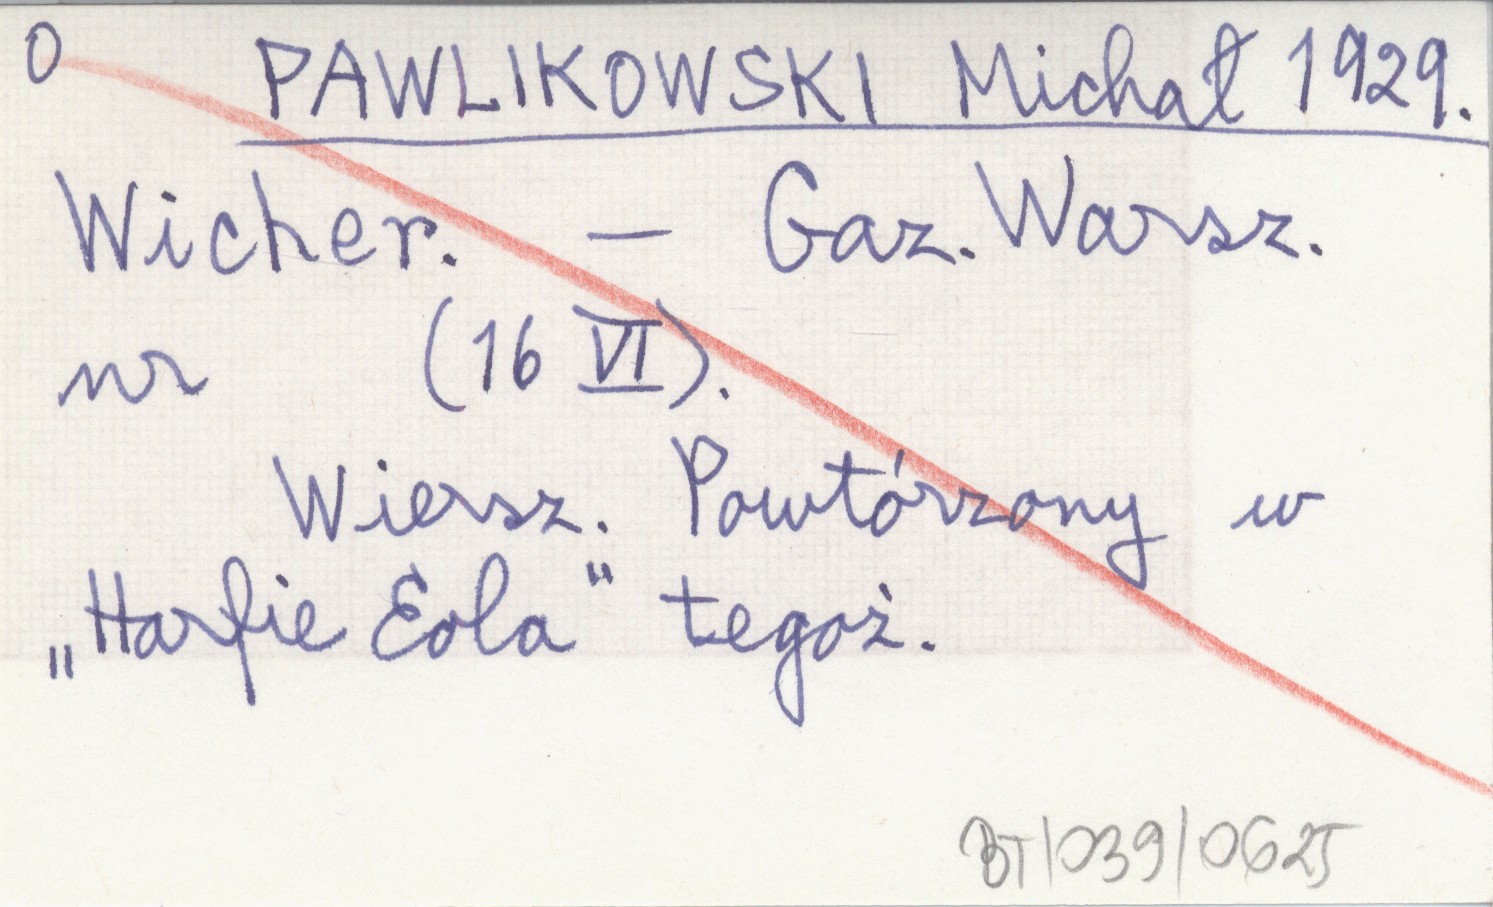 0 PAWLIKOWSKI Michał 1929.
Wicher. — Gaz. Warsz.
nr (16 VI).
Wiersz. Powtórzony w
„Harfie Eola" tegoż.
BT/039/0625